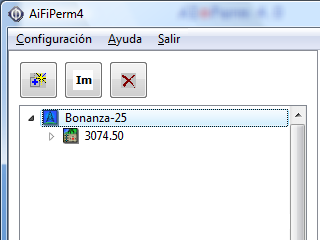 AiFiPerm4
Configuración Ayuda Salir
Im
Bonanza-25
3074.50